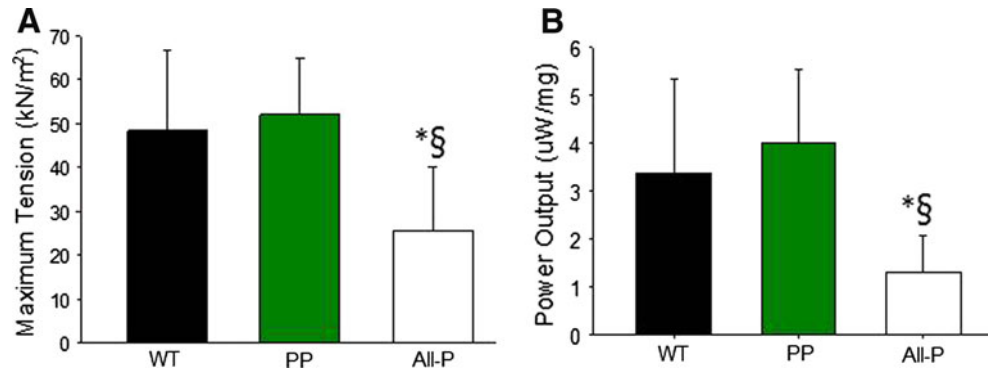 A
Maximum Tension (kN/m²)
70
60
50
40
30
20
10
0
*§
WT
PP
All-P
B
Power Output (uW/mg)
6
5
4
3
2
1
0
*§
WT
PP
All-P